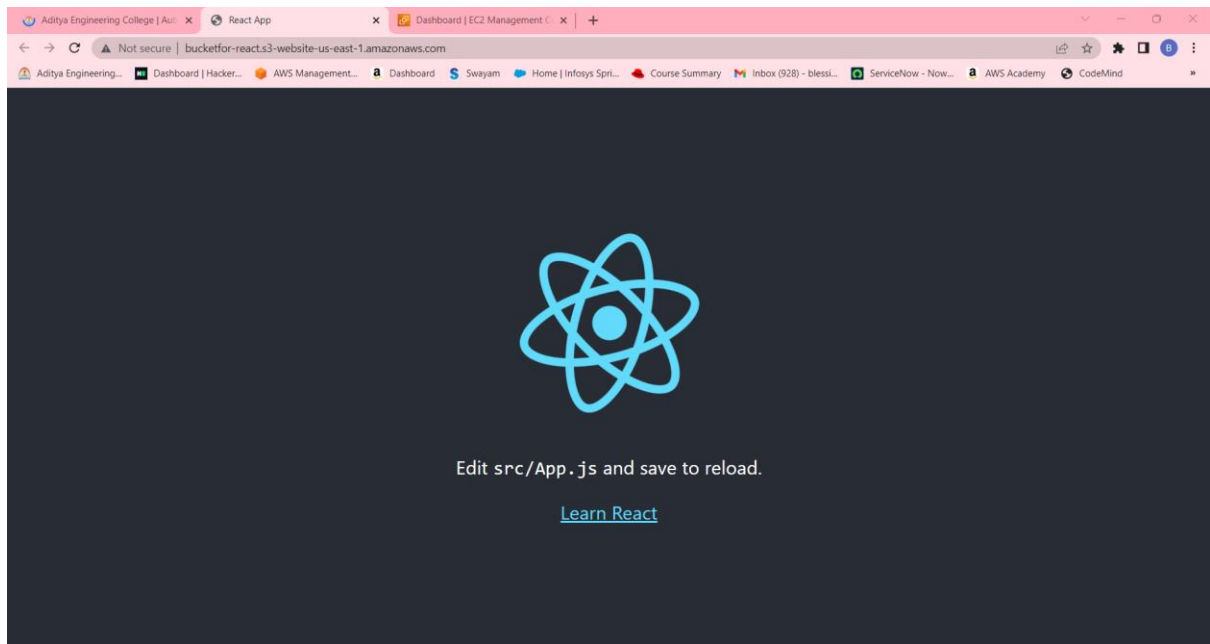 Aditya Engineering College | Aut
React App
Dashboard | EC2 Management C
Not secure | bucketfor-react.s3-website-us-east-1.amazonaws.com
B
Aditya Engineering... Dashboard | Hacker... AWS Management... Dashboard Swayam Home | Infosys Spri... Course Summary Inbox (928) - blessi... ServiceNow - Now... AWS Academy CodeMind »
Edit src/App.js and save to reload.
Learn React